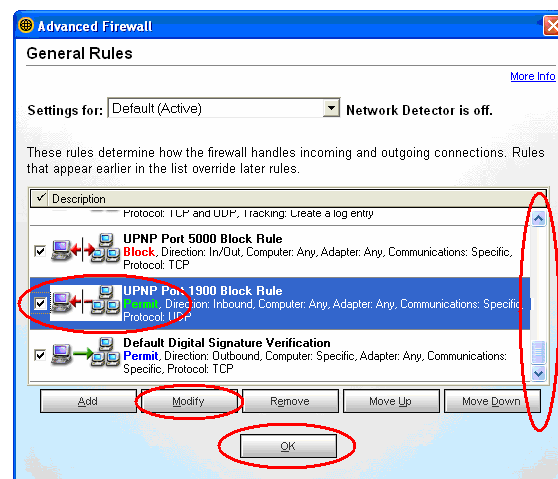 Advanced Firewall
General Rules
More Info
Settings for: Default (Active) Network Detector is off.
These rules determine how the firewall handles incoming and outgoing connections. Rules
that appear earlier in the list override later rules.
Description
Protocol: TCP and UDP, Tracking: Create a log entry
UPNP Port 5000 Block Rule
Block, Direction: In/Out, Computer: Any, Adapter: Any, Communications: Specific,
Protocol: TCP
UPNP Port 1900 Block Rule
Permit, Direction: Inbound, Computer: Any, Adapter: Any, Communications: Specific,
Protocol: UDP
Default Digital Signature Verification
Permit, Direction: Outbound, Computer: Specific, Adapter: Any, Communications:
Specific, Protocol: TCP
Add Modify Remove Move Up Move Down
OK